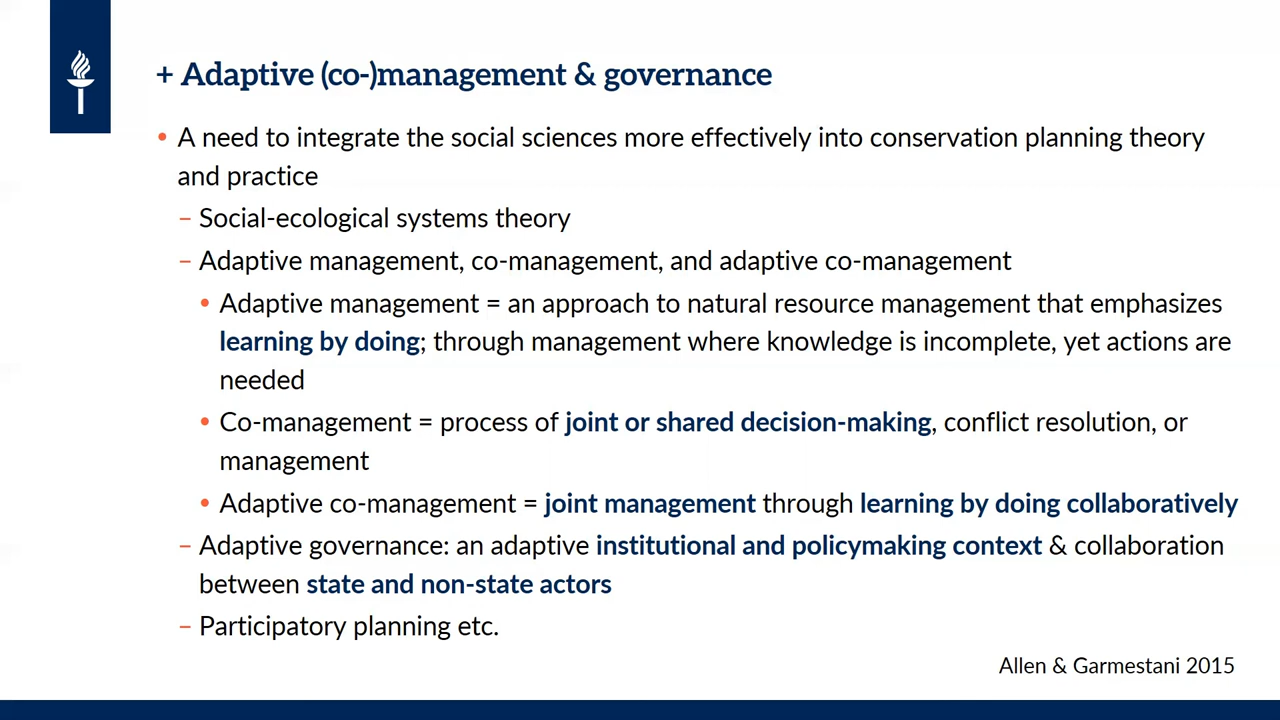 + Adaptive (co-)management & governance
• A need to integrate the social sciences more effectively into conservation planning theory
and practice
– Social-ecological systems theory
– Adaptive management, co-management, and adaptive co-management
• Adaptive management = an approach to natural resource management that emphasizes
learning by doing; through management where knowledge is incomplete, yet actions are
needed
• Co-management = process of joint or shared decision-making, conflict resolution, or
management
• Adaptive co-management = joint management through learning by doing collaboratively
– Adaptive governance: an adaptive institutional and policymaking context & collaboration
between state and non-state actors
– Participatory planning etc.
Allen & Garmestani 2015